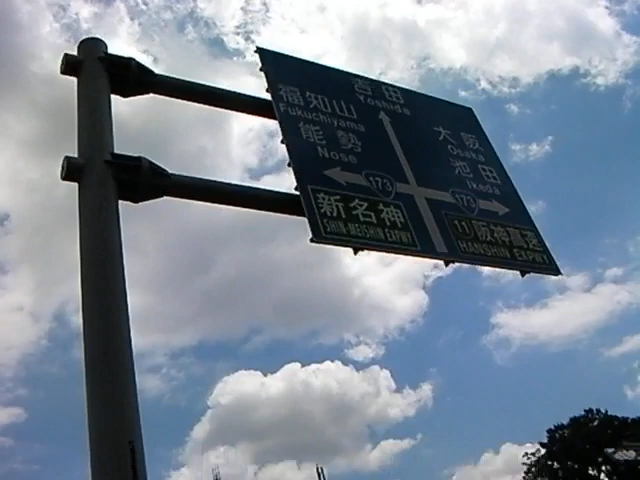 吉田
Yoshida
福知山
Fukuchiyama
能勢
Nose
大阪
Osaka
池田
Ikeda
173
173
新名神
SHIN-MEISHIN EXPWY
11 阪神高速
HANSHIN EXPWY